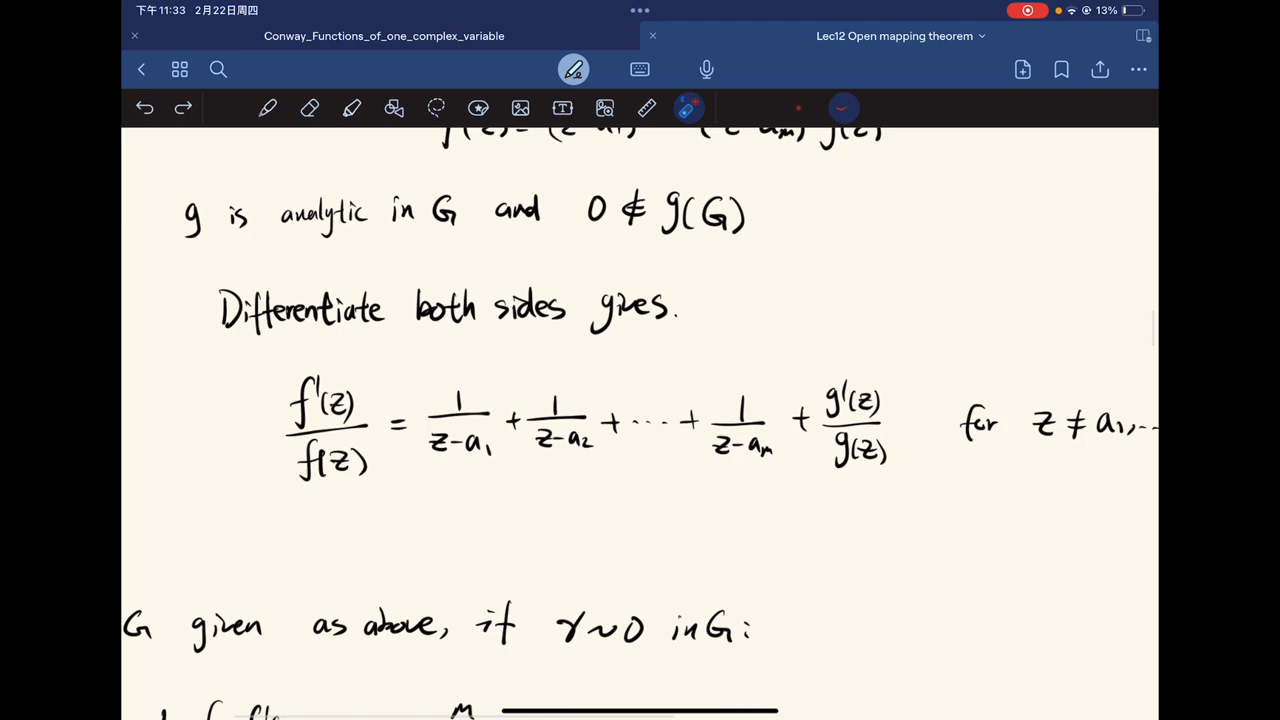 下午11:33 2月22日周四
13%
Conway_Functions_of_one_complex_variable
Lec12 Open mapping theorem
g is analytic in G and 0 ∉ g(G)
Differentiate both sides gives.
f'(z)/f(z) = 1/(z-a₁) + 1/(z-a₂) + ... + 1/(z-aₘ) + g'(z)/g(z) for z ≠ a₁,...
G given as above, if γ~0 in G: